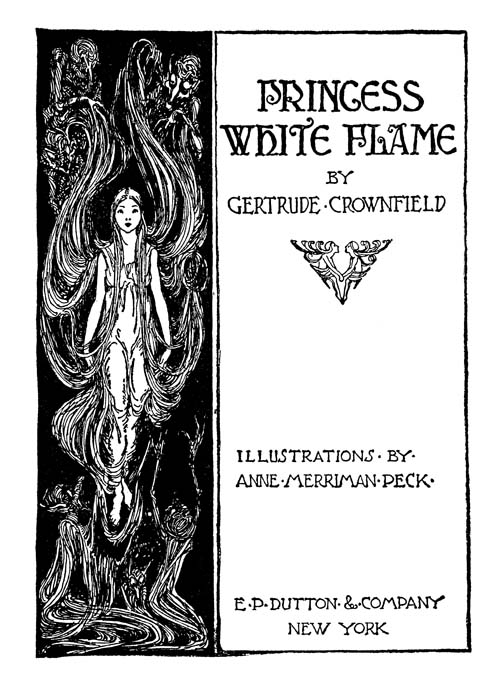 PRINCESS
WHITE FLAME
BY
GERTRUDE · CROWNFIELD
ILLUSTRATIONS · BY ·
ANNE · MERRIMAN · PECK ·
E · P · DUTTON · & · COMPANY
NEW YORK